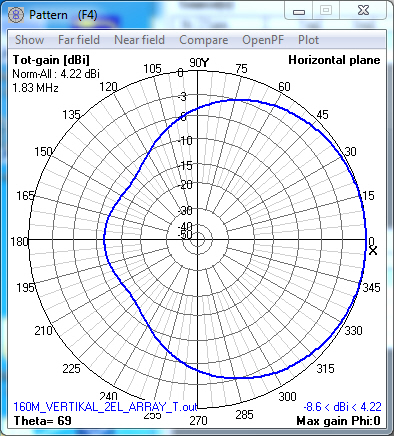 Pattern (F4)
Show Far field Near field Compare OpenPF Plot
Tot-gain [dBi]
Horizontal plane
Norm-All : 4.22 dBi
1.83 MHz
105 90Y 75
120 60
135 45
150 30
165 15
180 0
X
195 345
210 330
225 315
240 300
255 270 285
0
-3
-6
-10
-15
-20
-30
-40
-50
160M_VERTIKAL_2EL_ARRAY_T.out
-8.6 < dBi < 4.22
Theta= 69
Max gain Phi:0